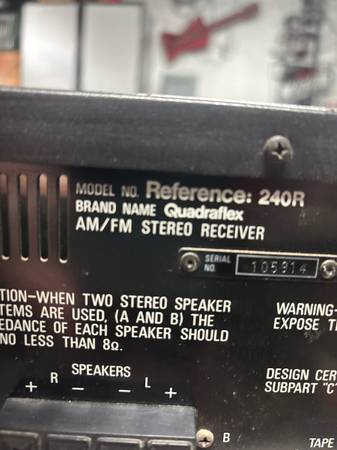 MODEL NO. Reference: 240R
BRAND NAME Quadraflex
AM/FM STEREO RECEIVER
SERIAL NO. 105914
TION—WHEN TWO STEREO SPEAKER
TEMS ARE USED, (A AND B) THE
EDANCE OF EACH SPEAKER SHOULD
NO LESS THAN 8Ω.
WARNING-
EXPOSE T
SPEAKERS
+ R − − L +
DESIGN CER
SUBPART "C"
B
TAPE